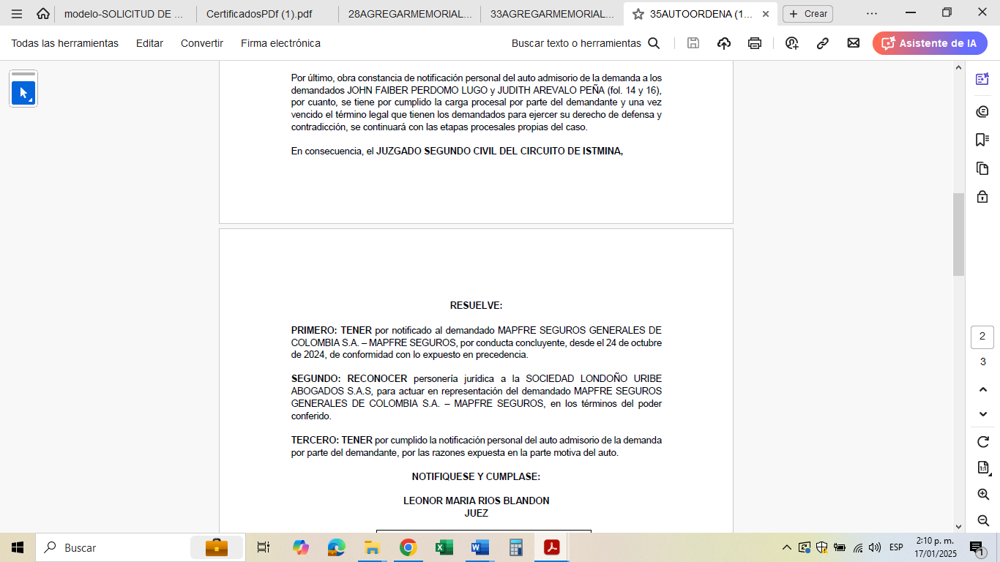 modelo-SOLICITUD DE ...
CertificadosPDf (1).pdf
28AGREGARMEMORIAL...
33AGREGARMEMORIAL...
35AUTOORDENA (1...
Crear
Todas las herramientas
Editar
Convertir
Firma electrónica
Buscar texto o herramientas
Asistente de IA
Por último, obra constancia de notificación personal del auto admisorio de la demanda a los
demandados JOHN FAIBER PERDOMO LUGO y JUDITH AREVALO PEÑA (fol. 14 y 16),
por cuanto, se tiene por cumplido la carga procesal por parte del demandante y una vez
vencido el término legal que tienen los demandados para ejercer su derecho de defensa y
contradicción, se continuará con las etapas procesales propias del caso.
En consecuencia, el JUZGADO SEGUNDO CIVIL DEL CIRCUITO DE ISTMINA,
RESUELVE:
PRIMERO: TENER por notificado al demandado MAPFRE SEGUROS GENERALES DE
COLOMBIA S.A. – MAPFRE SEGUROS, por conducta concluyente, desde el 24 de octubre
de 2024, de conformidad con lo expuesto en precedencia.
SEGUNDO: RECONOCER personería jurídica a la SOCIEDAD LONDOÑO URIBE
ABOGADOS S.A.S, para actuar en representación del demandado MAPFRE SEGUROS
GENERALES DE COLOMBIA S.A. – MAPFRE SEGUROS, en los términos del poder
conferido.
TERCERO: TENER por cumplido la notificación personal del auto admisorio de la demanda
por parte del demandante, por las razones expuesta en la parte motiva del auto.
NOTIFIQUESE Y CUMPLASE:
LEONOR MARIA RIOS BLANDON
JUEZ
2
3
1:1
Buscar
ESP
2:10 p. m.
17/01/2025
1